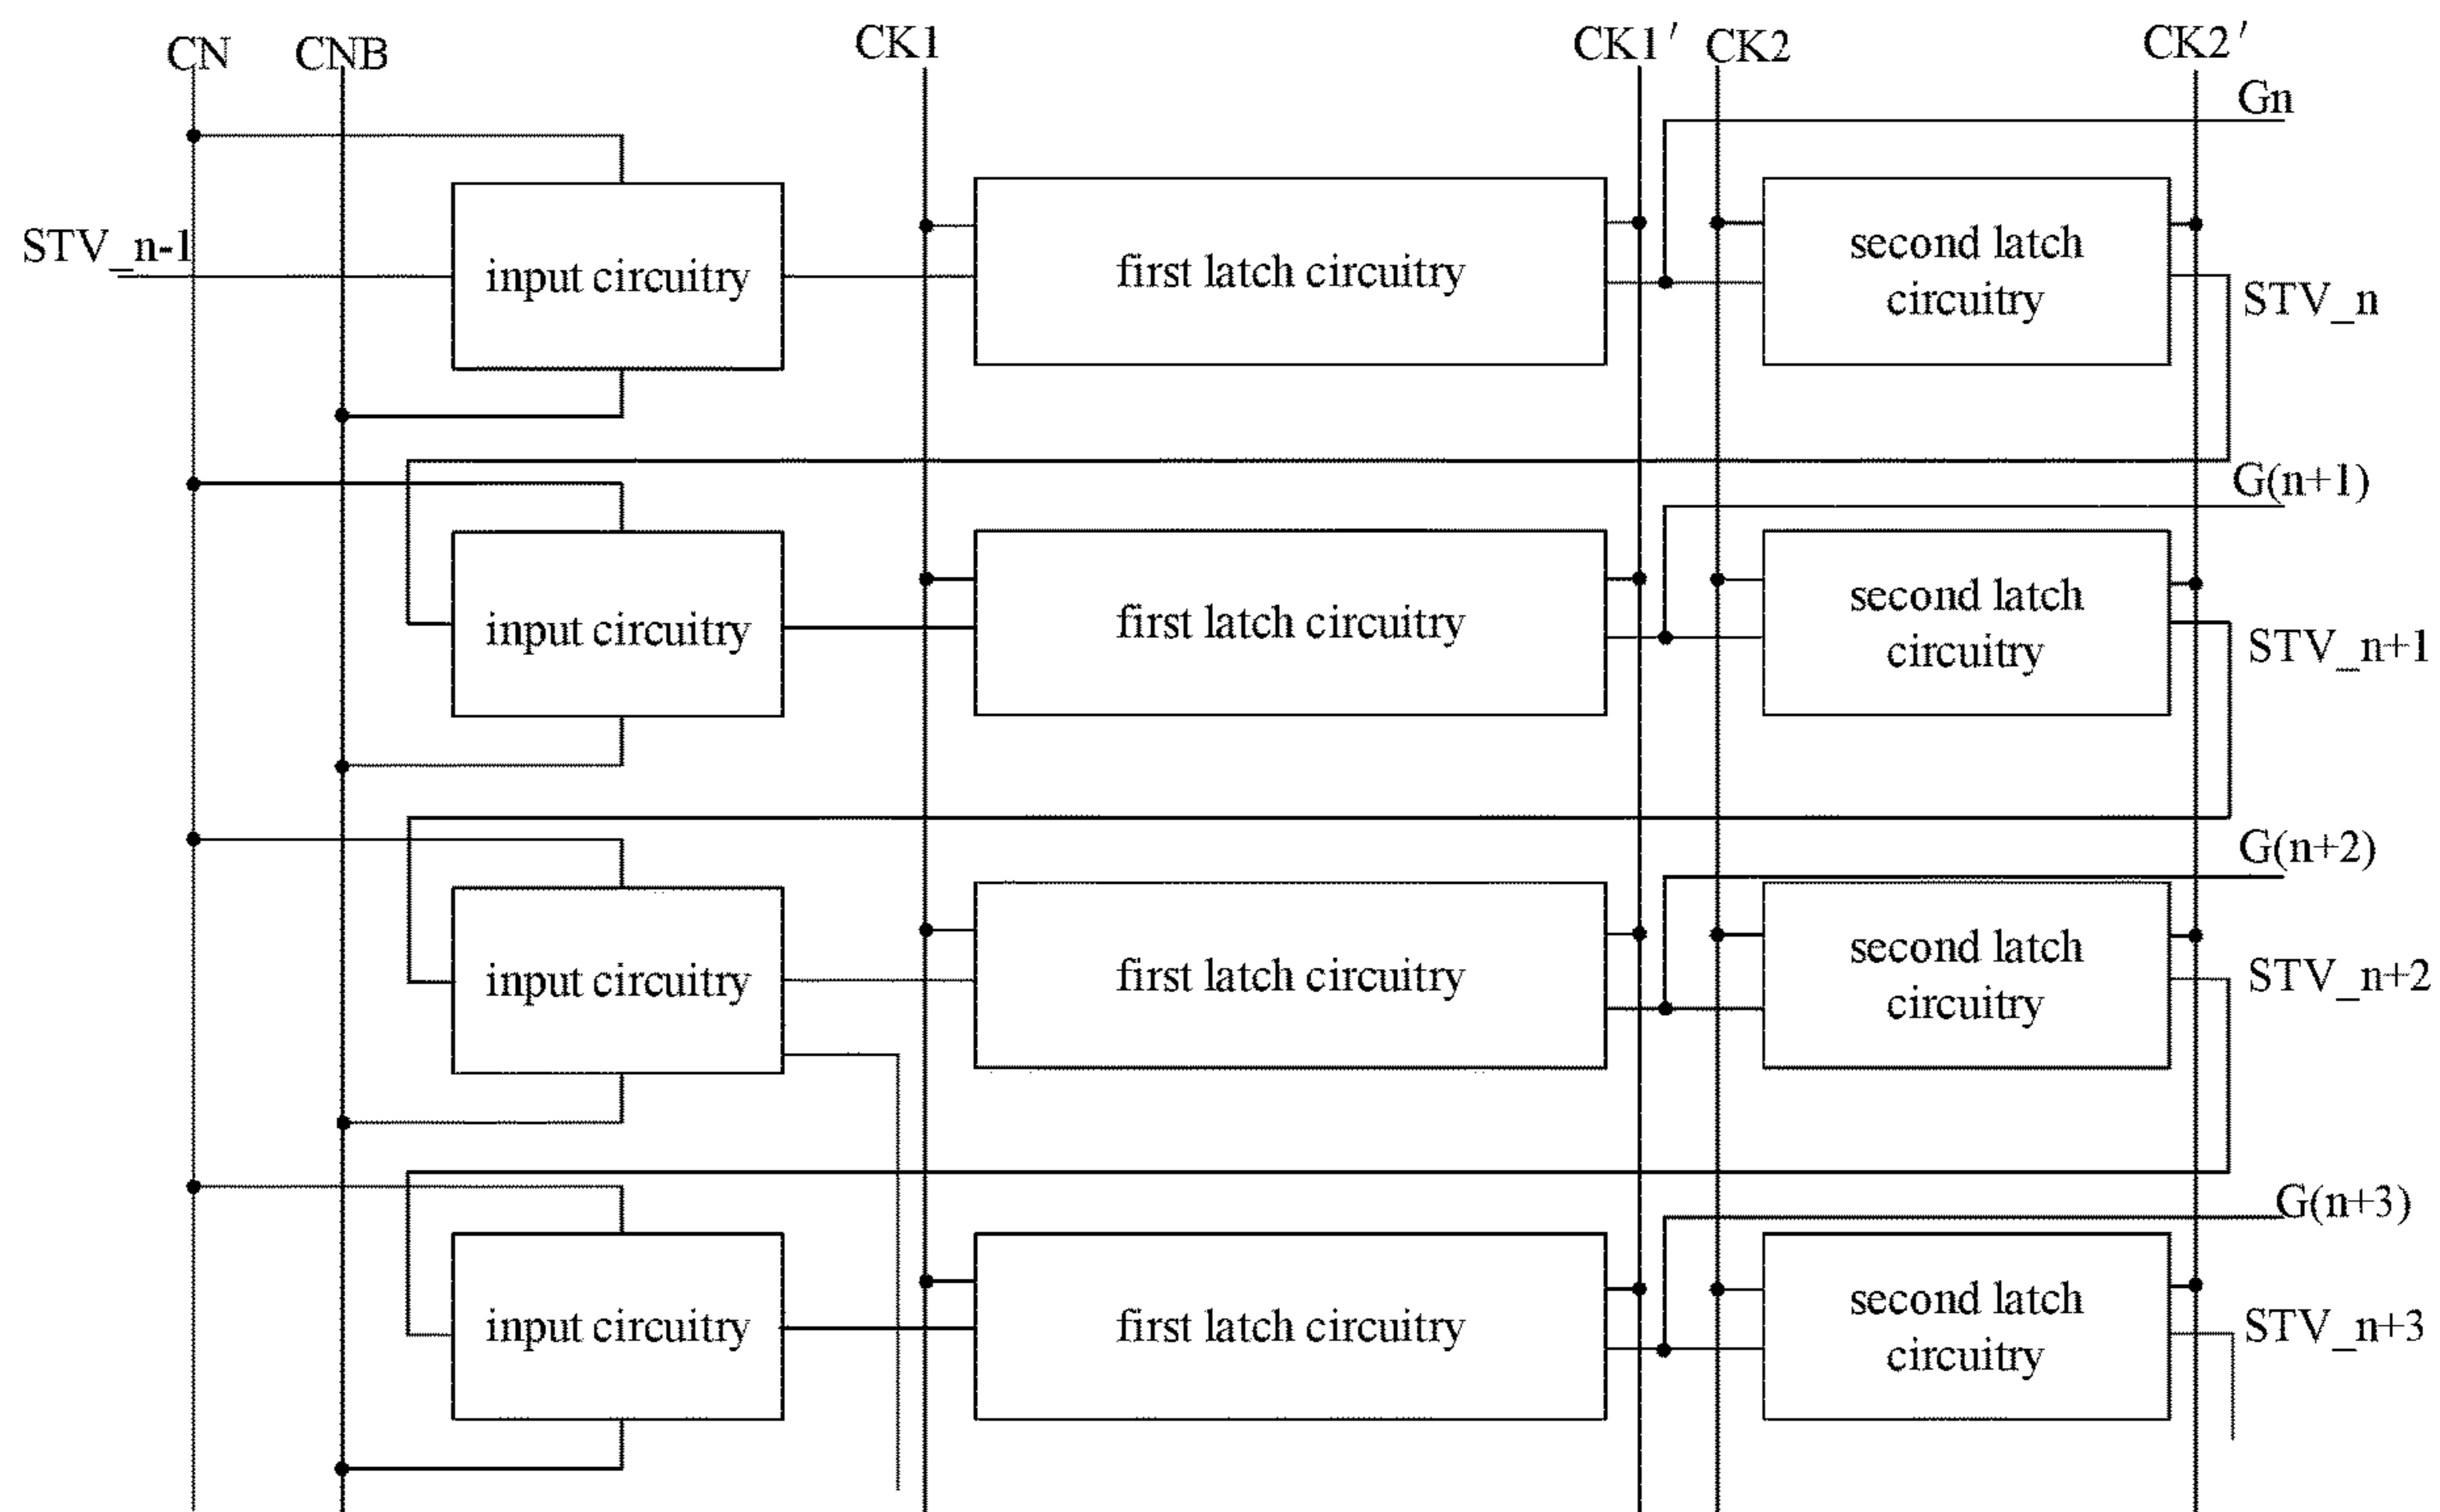 CN
CNB
CK1
CK1′
CK2
CK2′
Gn
STV_n-1
input circuitry
first latch circuitry
second latch
circuitry
STV_n
G(n+1)
input circuitry
first latch circuitry
second latch
circuitry
STV_n+1
G(n+2)
input circuitry
first latch circuitry
second latch
circuitry
STV_n+2
G(n+3)
input circuitry
first latch circuitry
second latch
circuitry
STV_n+3